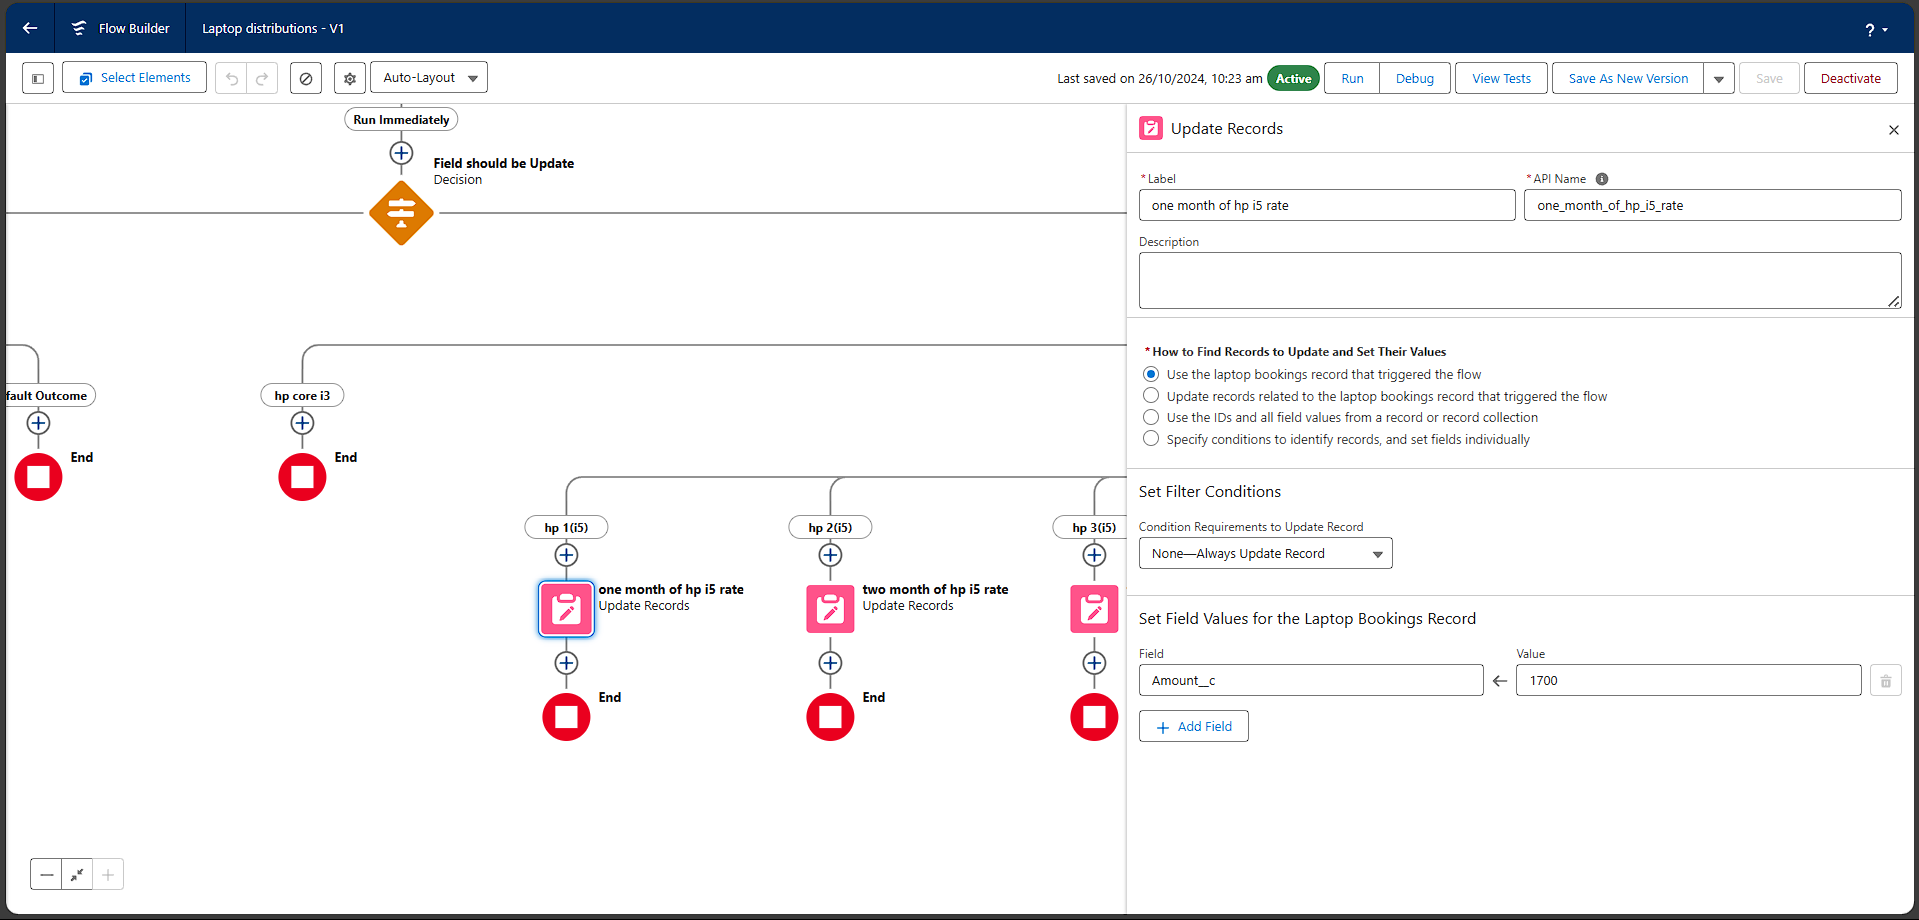 Flow Builder
Laptop distributions - V1
?
Select Elements
Auto-Layout
Last saved on 26/10/2024, 10:23 am
Active
Run
Debug
View Tests
Save As New Version
Save
Deactivate
Run Immediately
Field should be Update
Decision
fault Outcome
End
hp core i3
End
hp 1(i5)
one month of hp i5 rate
Update Records
End
hp 2(i5)
two month of hp i5 rate
Update Records
End
hp 3(i5)
Update Records
* Label
one month of hp i5 rate
* API Name
one_month_of_hp_i5_rate
Description
* How to Find Records to Update and Set Their Values
Use the laptop bookings record that triggered the flow
Update records related to the laptop bookings record that triggered the flow
Use the IDs and all field values from a record or record collection
Specify conditions to identify records, and set fields individually
Set Filter Conditions
Condition Requirements to Update Record
None—Always Update Record
Set Field Values for the Laptop Bookings Record
Field
Amount__c
Value
1700
Add Field